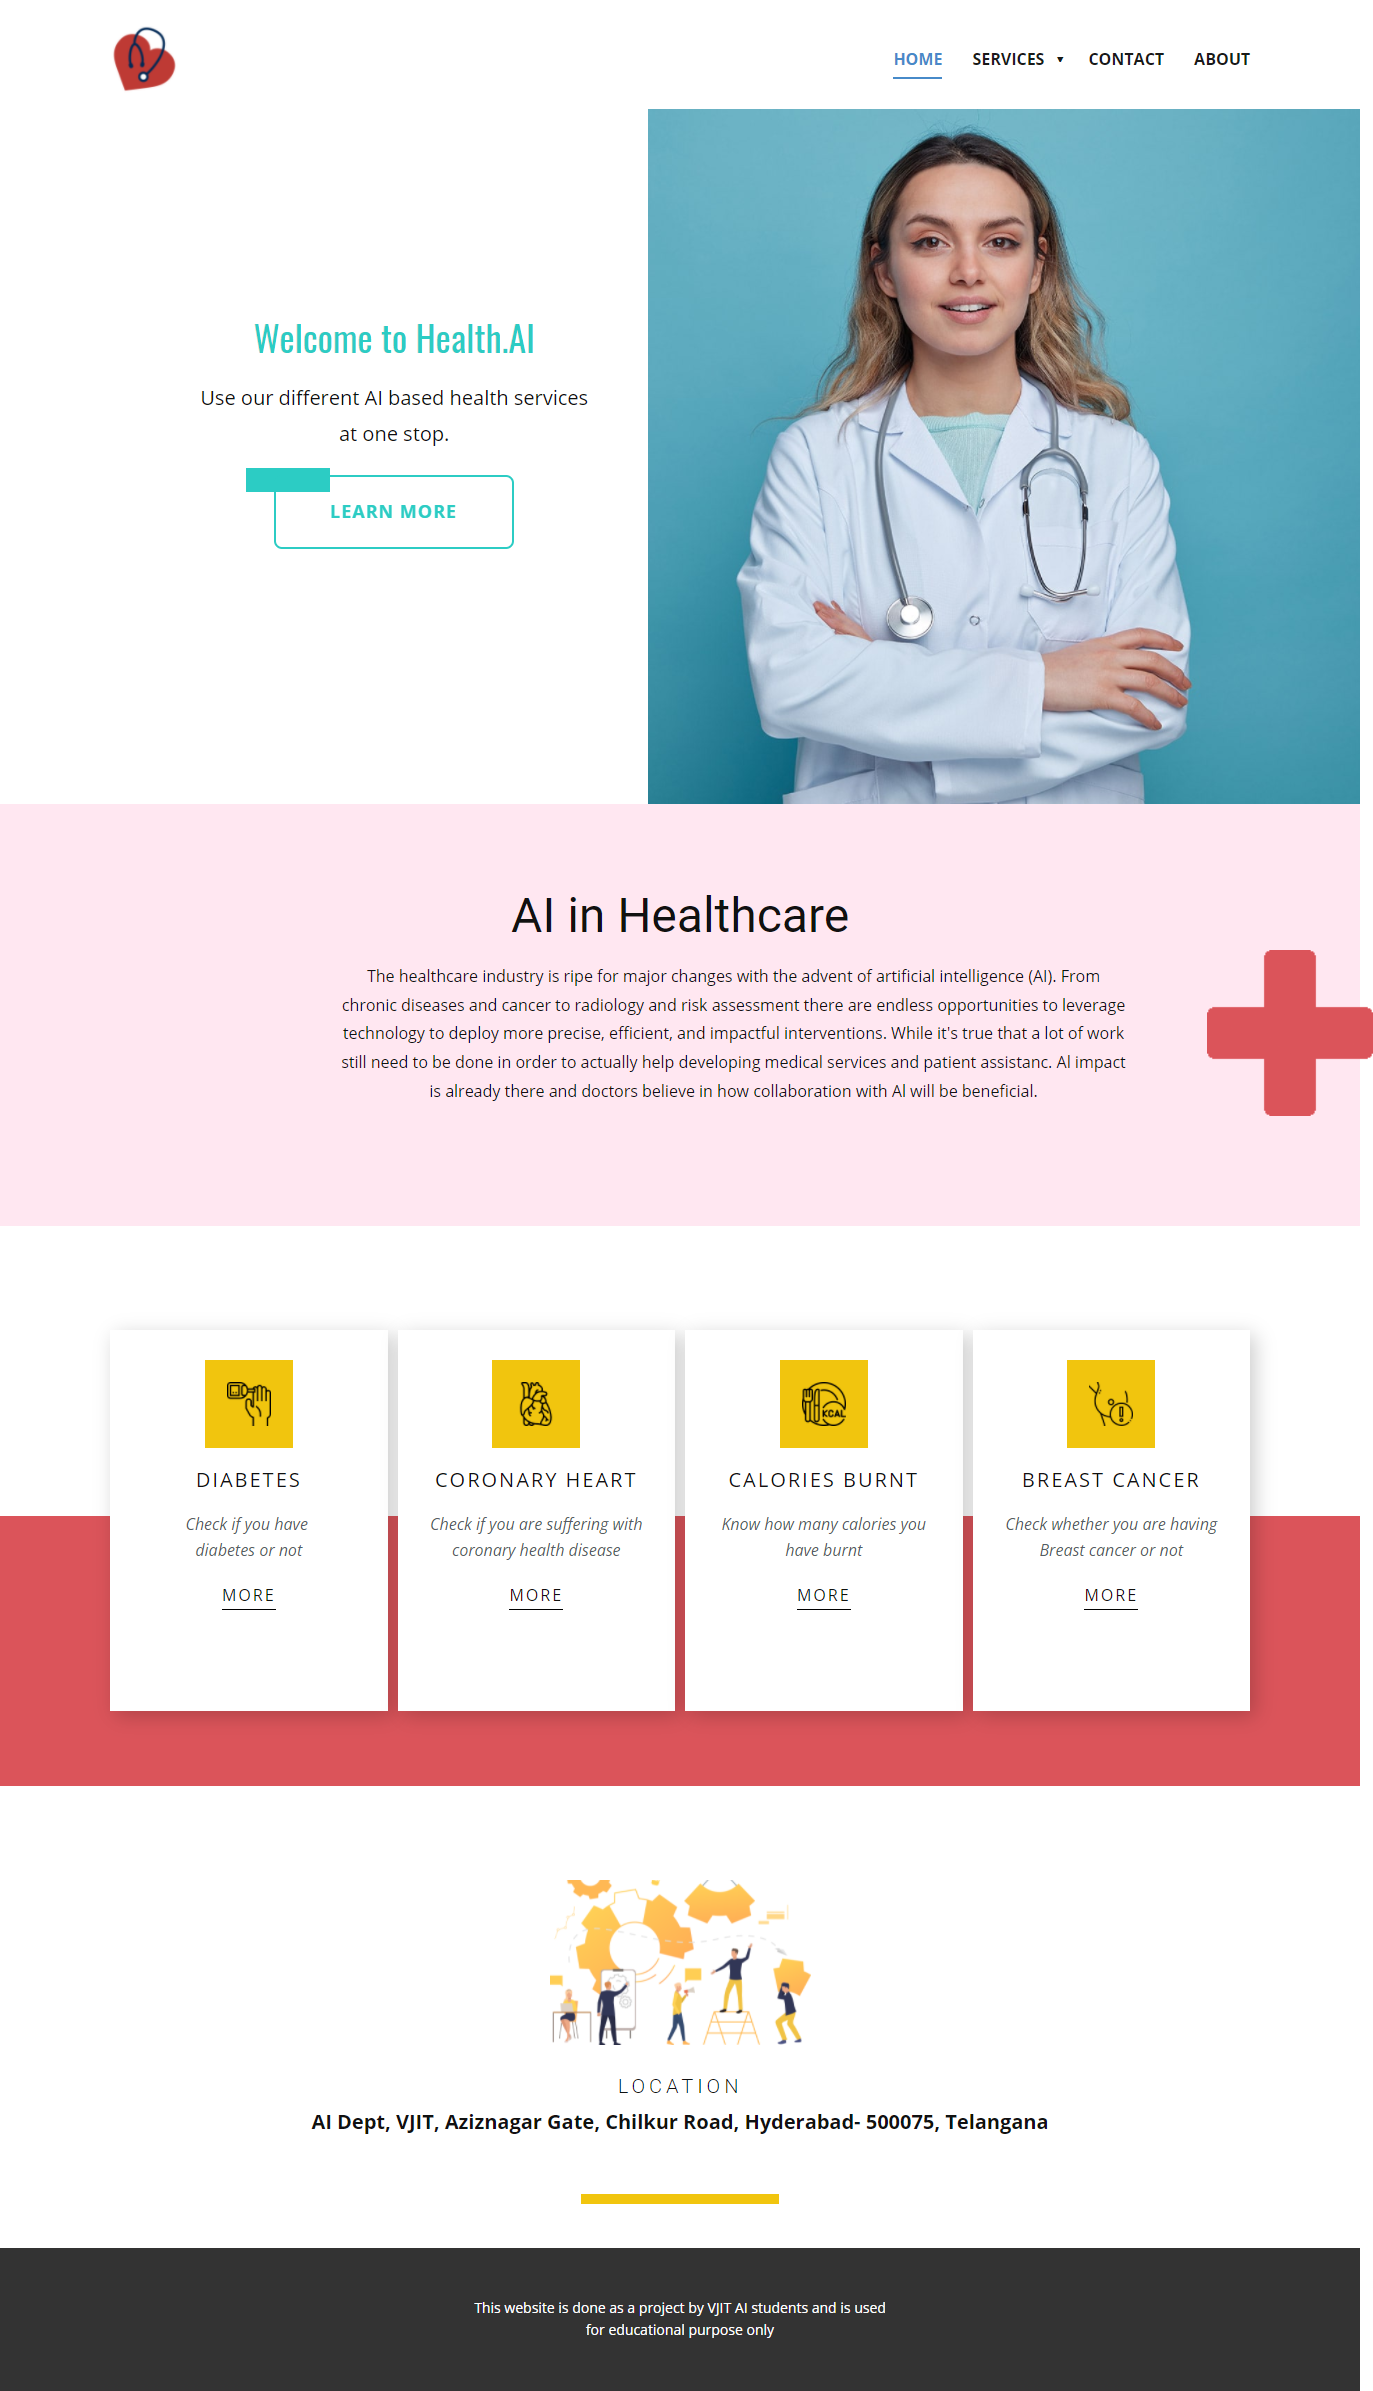 HOME SERVICES CONTACT ABOUT
Welcome to Health.AI
Use our different AI based health services
at one stop.
LEARN MORE
AI in Healthcare
The healthcare industry is ripe for major changes with the advent of artificial intelligence (AI). From
chronic diseases and cancer to radiology and risk assessment there are endless opportunities to leverage
technology to deploy more precise, efficient, and impactful interventions. While it's true that a lot of work
still need to be done in order to actually help developing medical services and patient assistanc. AI impact
is already there and doctors believe in how collaboration with AI will be beneficial.
DIABETES
Check if you have
diabetes or not
MORE
CORONARY HEART
Check if you are suffering with
coronary health disease
MORE
KCAL
CALORIES BURNT
Know how many calories you
have burnt
MORE
BREAST CANCER
Check whether you are having
Breast cancer or not
MORE
LOCATION
AI Dept, VJIT, Aziznagar Gate, Chilkur Road, Hyderabad- 500075, Telangana
This website is done as a project by VJIT AI students and is used
for educational purpose only